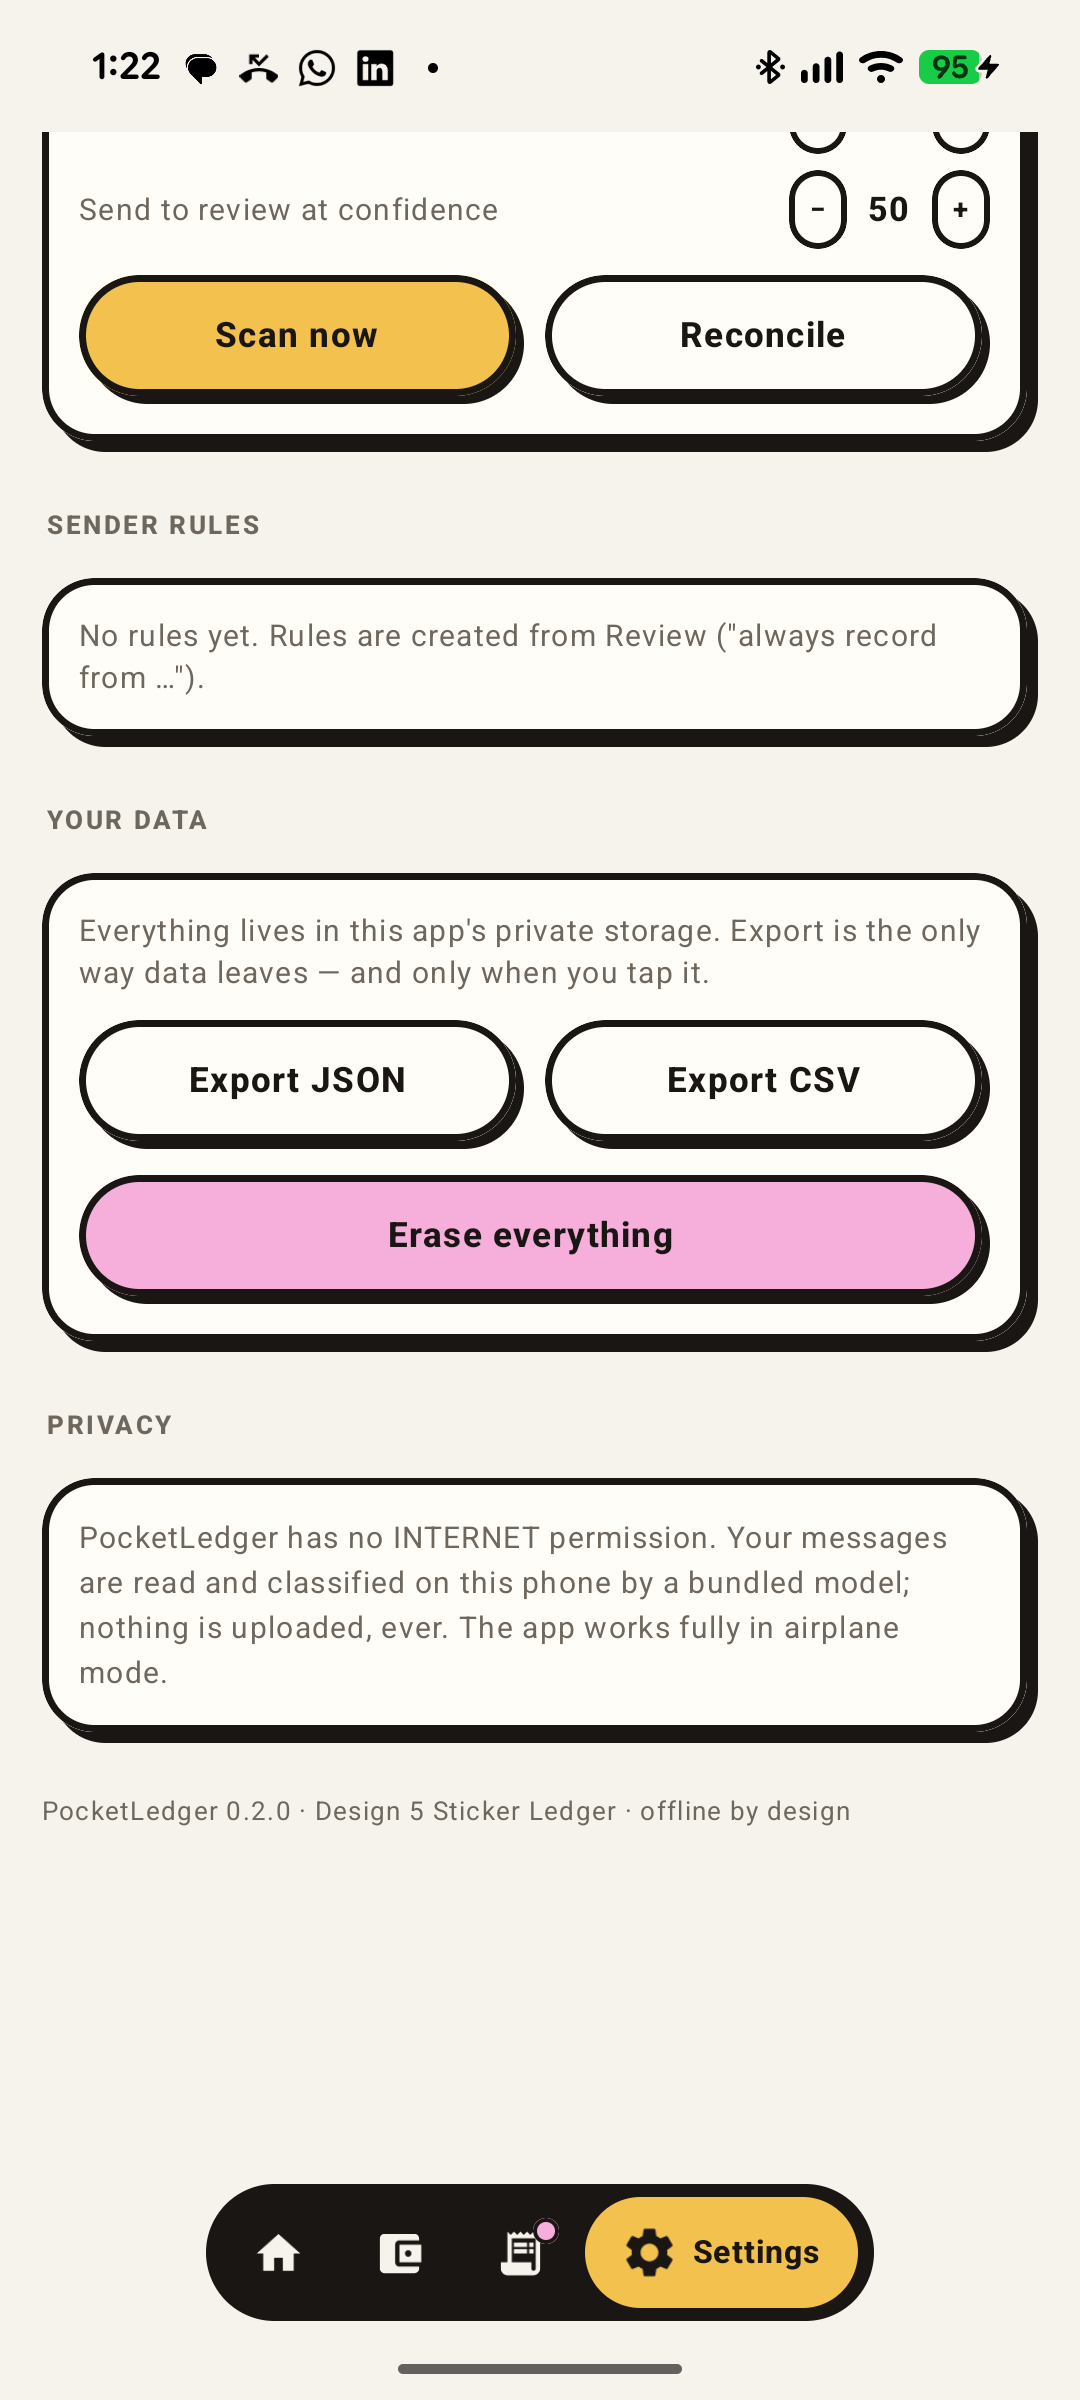 1:22
95
Send to review at confidence
− 50 +
Scan now
Reconcile
SENDER RULES
No rules yet. Rules are created from Review ("always record
from …").
YOUR DATA
Everything lives in this app's private storage. Export is the only
way data leaves — and only when you tap it.
Export JSON
Export CSV
Erase everything
PRIVACY
PocketLedger has no INTERNET permission. Your messages
are read and classified on this phone by a bundled model;
nothing is uploaded, ever. The app works fully in airplane
mode.
PocketLedger 0.2.0 · Design 5 Sticker Ledger · offline by design
Settings